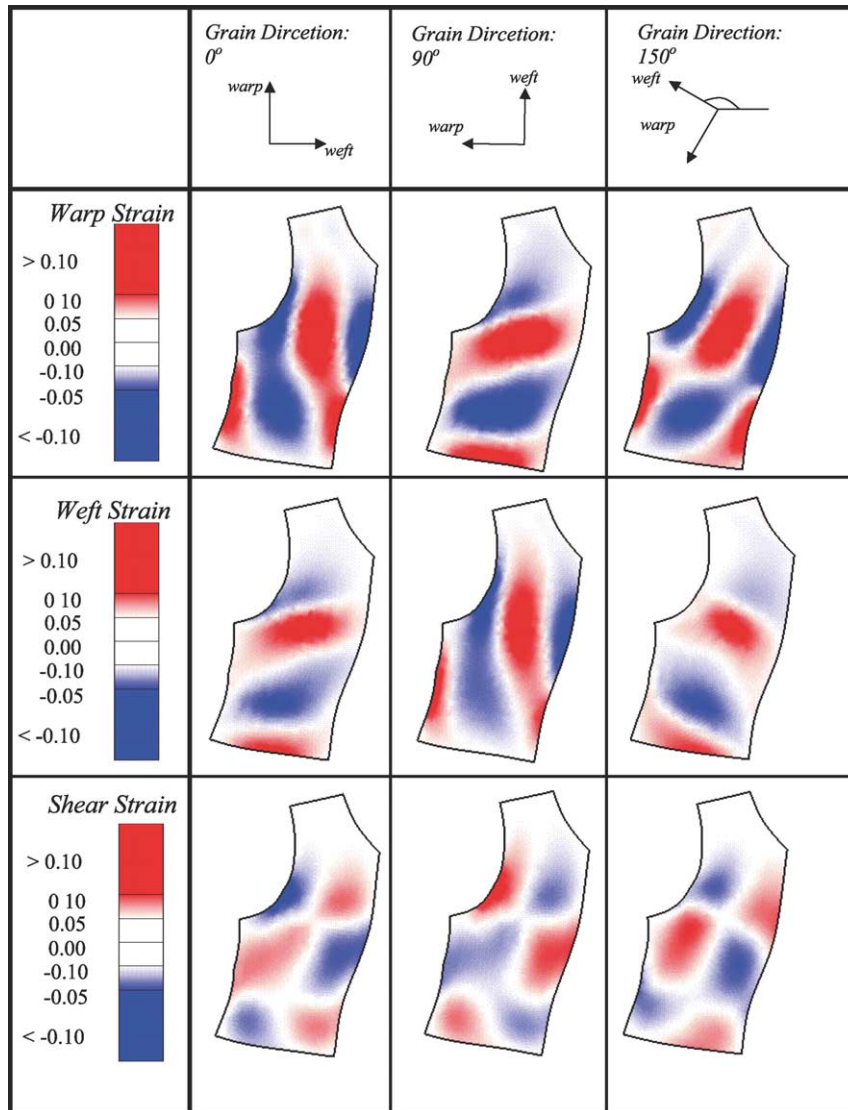 Grain Dircetion:
0o
warp
weft
Grain Dircetion:
90o
weft
warp
Grain Direction:
150o
weft
warp
Warp Strain
> 0.10
0 10
0.05
0.00
-0.10
-0.05
< -0.10
Weft Strain
> 0.10
0 10
0.05
0.00
-0.10
-0.05
< -0.10
Shear Strain
> 0.10
0 10
0.05
0.00
-0.10
-0.05
< -0.10